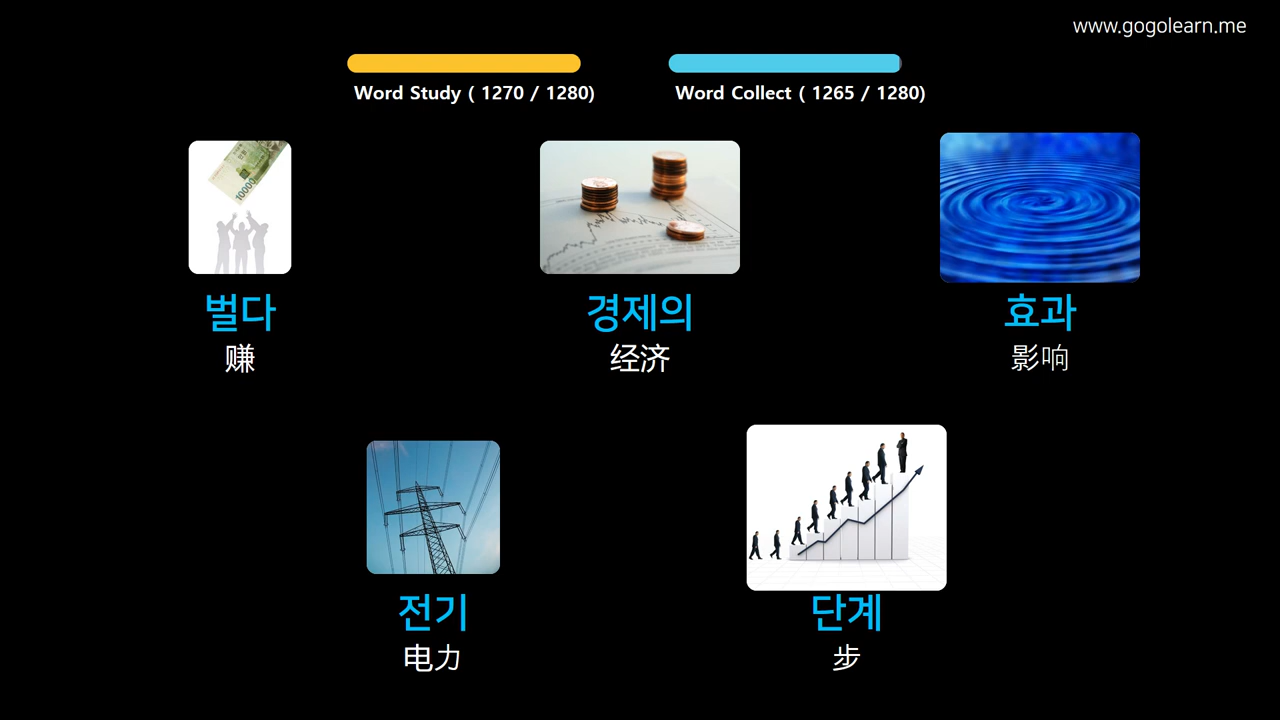 www.gogolearn.me
Word Study ( 1270 / 1280)
Word Collect ( 1265 / 1280)
10000
벌다
赚
경제의
经济
효과
影响
전기
电力
단계
步